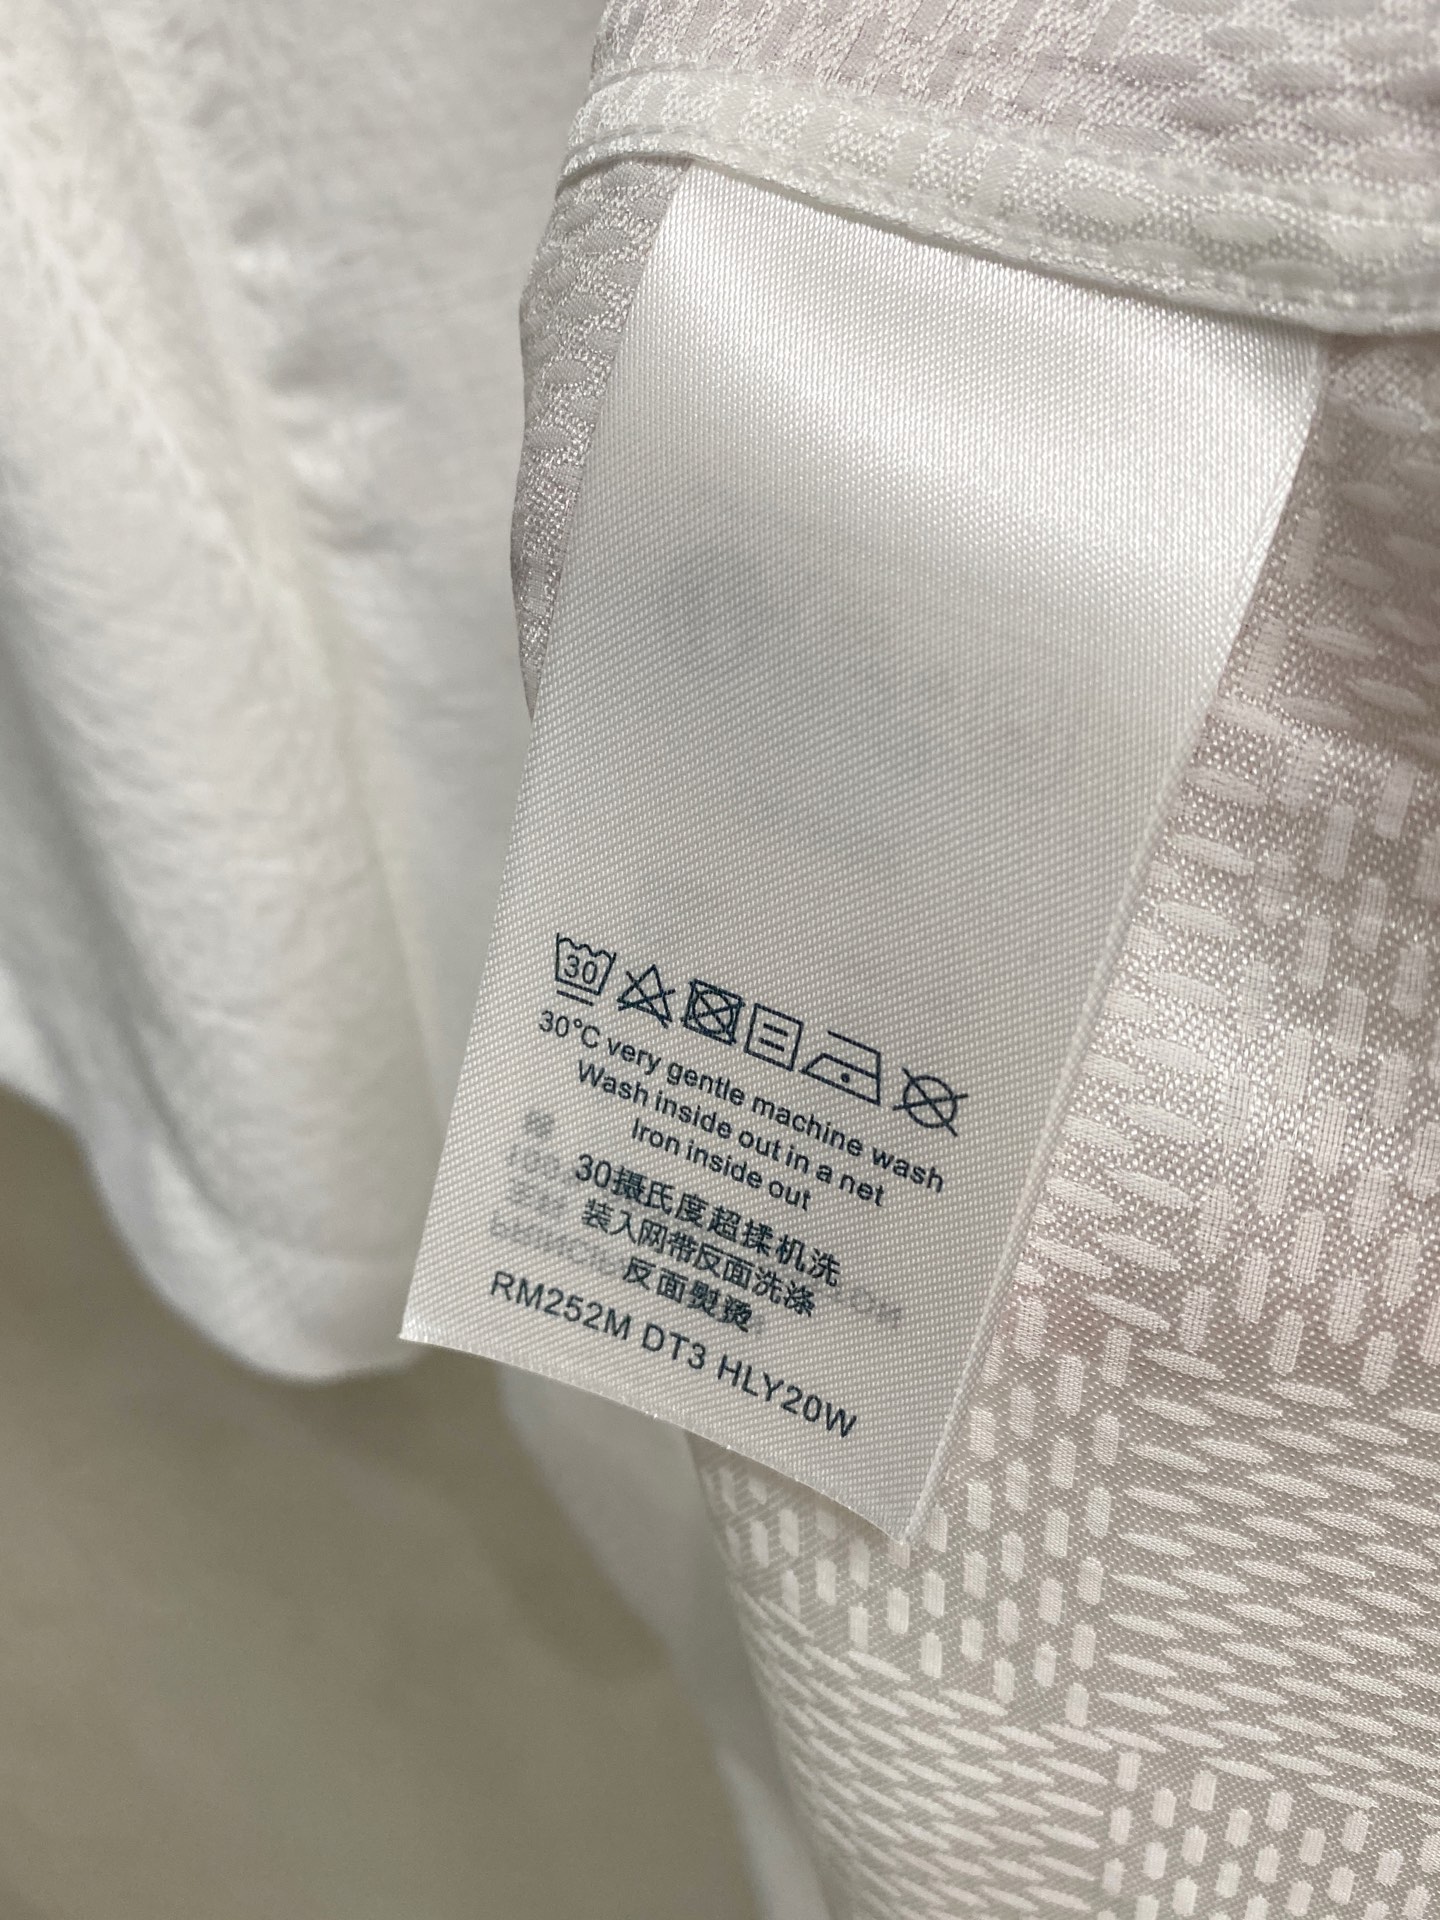 30
30°C very gentle machine wash
Wash inside out in a net
Iron inside out
30摄氏度超揉机洗
装入网带反面洗涤
反面熨烫
RM252M DT3 HLY20W